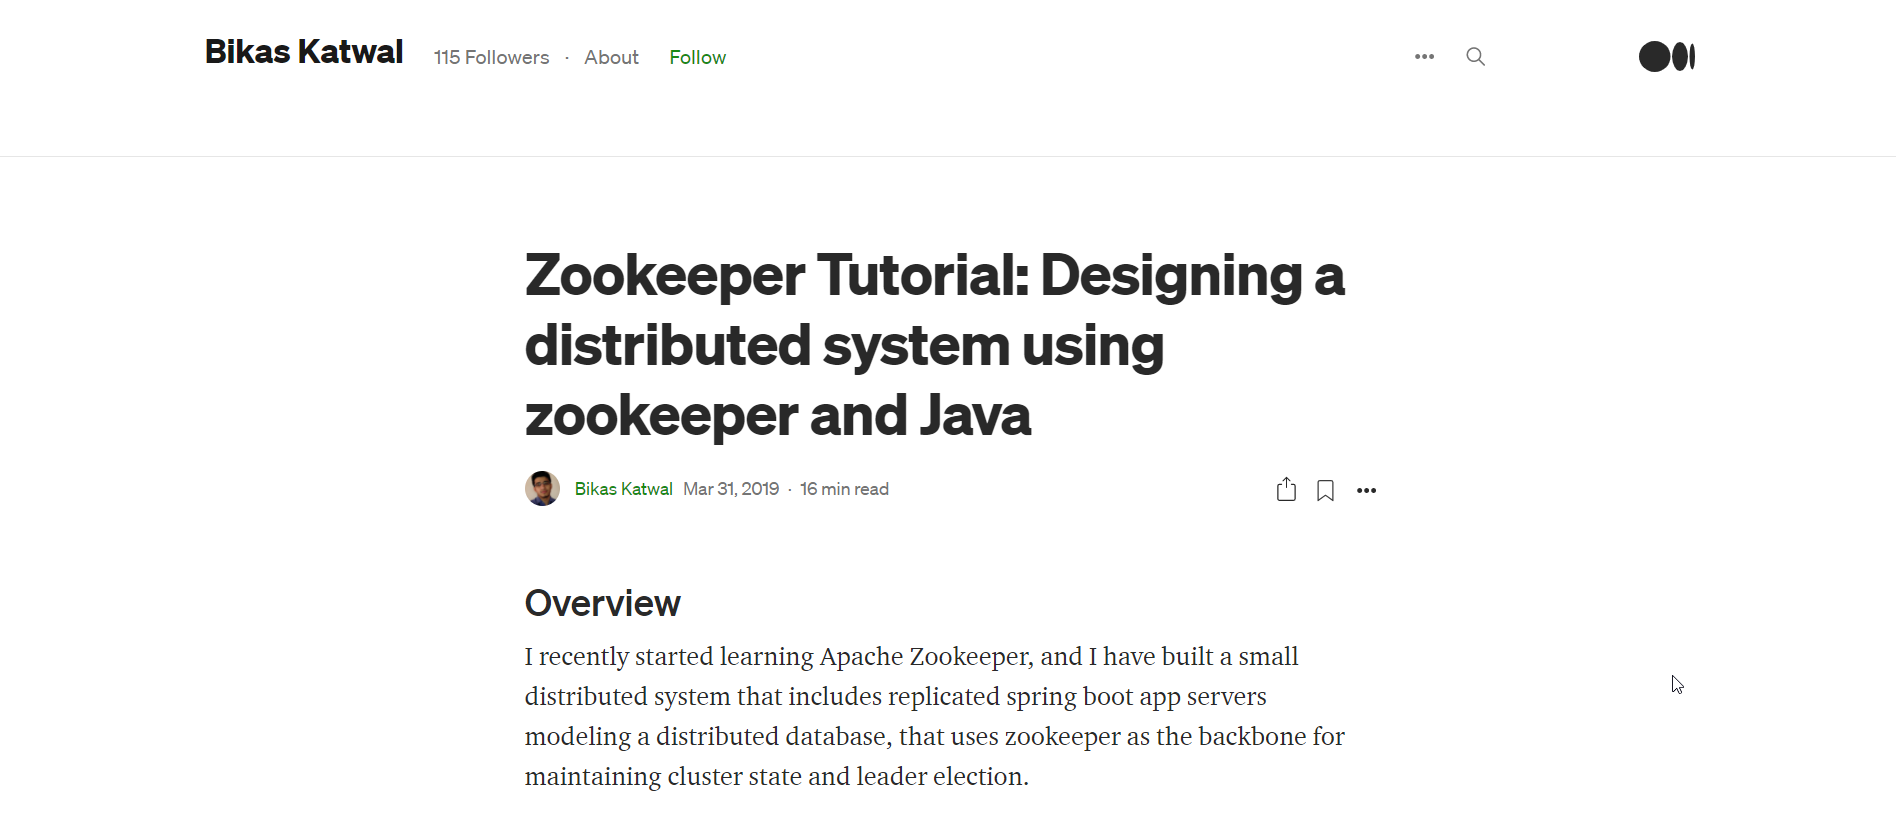 Bikas Katwal 115 Followers · About Follow
Zookeeper Tutorial: Designing a
distributed system using
zookeeper and Java
Bikas Katwal Mar 31, 2019 · 16 min read
Overview
I recently started learning Apache Zookeeper, and I have built a small
distributed system that includes replicated spring boot app servers
modeling a distributed database, that uses zookeeper as the backbone for
maintaining cluster state and leader election.